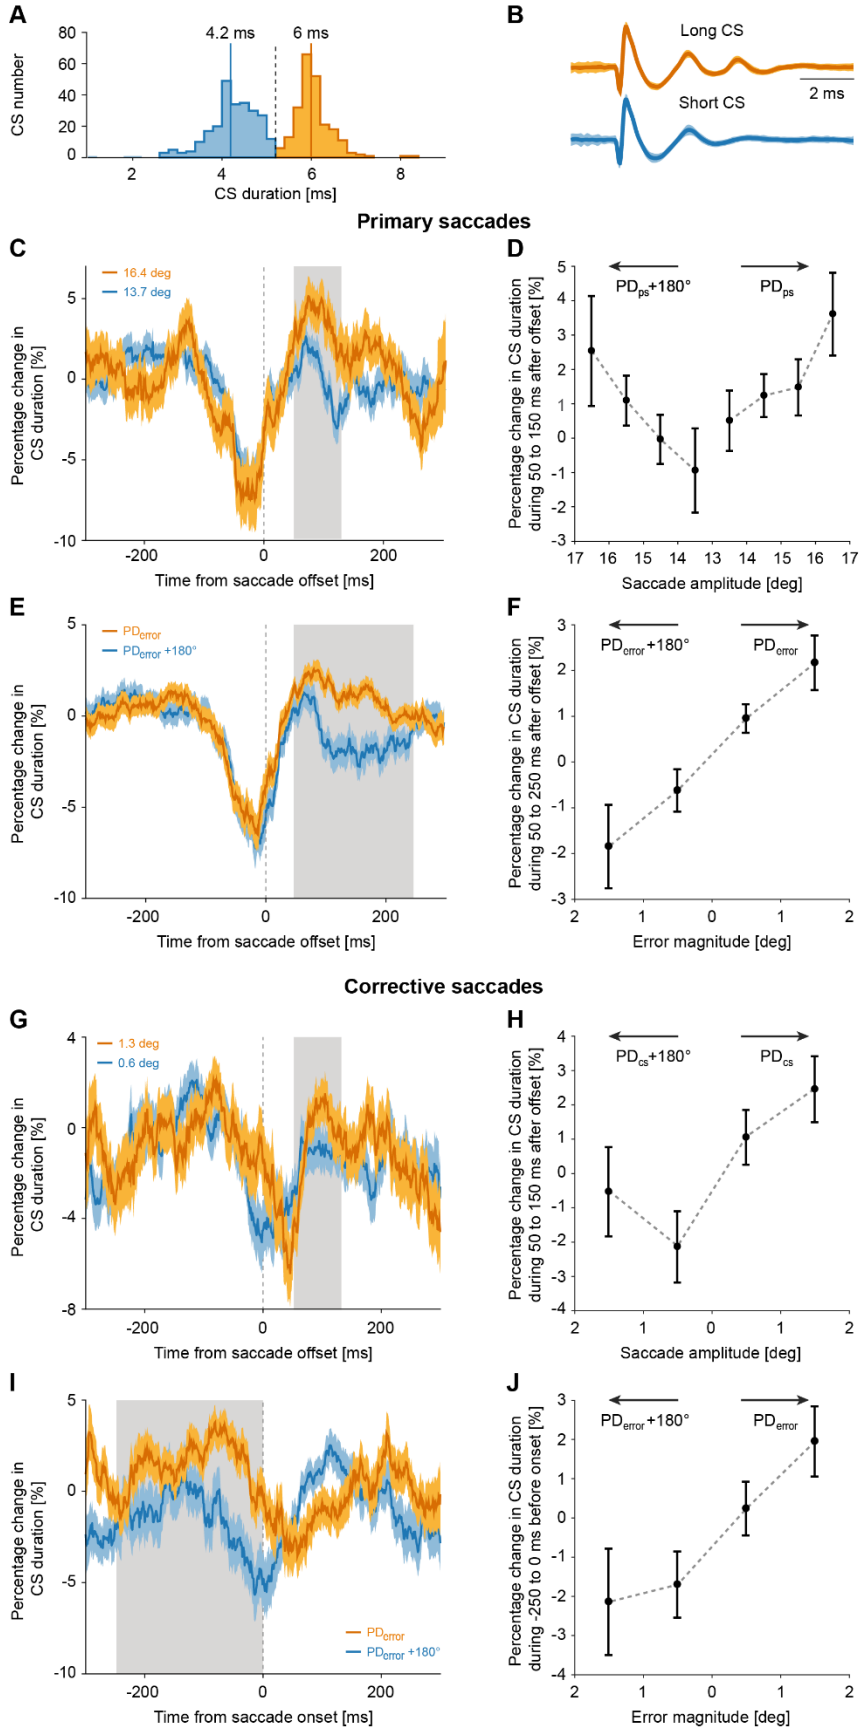 A
4.2 ms
6 ms
80
60
40
20
0
CS number
2
4
6
8
CS duration [ms]
B
Long CS
2 ms
Short CS
Primary saccades
C
16.4 deg
13.7 deg
5
0
-5
-10
Percentage change in
CS duration [%]
-200
0
200
Time from saccade offset [ms]
D
PDps+180°
PDps
5
4
3
2
1
0
-1
-2
-3
Percentage change in CS duration
during 50 to 150 ms after offset [%]
17
16
15
14
13
14
15
16
17
Saccade amplitude [deg]
E
PDerror
PDerror +180°
5
0
-5
-10
Percentage change in
CS duration [%]
-200
0
200
Time from saccade offset [ms]
F
PDerror+180°
PDerror
3
2
1
0
-1
-2
-3
Percentage change in CS duration
during 50 to 250 ms after offset [%]
2
1
0
1
2
Error magnitude [deg]
Corrective saccades
G
1.3 deg
0.6 deg
4
0
-4
-8
Percentage change in
CS duration [%]
-200
0
200
Time from saccade offset [ms]
H
PDcs+180°
PDcs
4
3
2
1
0
-1
-2
-3
-4
Percentage change in CS duration
during 50 to 150 ms after offset [%]
2
1
0
1
2
Saccade amplitude [deg]
I
5
0
-5
-10
Percentage change in
CS duration [%]
PDerror
PDerror +180°
-200
0
200
Time from saccade onset [ms]
J
PDerror+180°
PDerror
3
2
1
0
-1
-2
-3
-4
Percentage change in CS duration
during -250 to 0 ms before onset [%]
2
1
0
1
2
Error magnitude [deg]